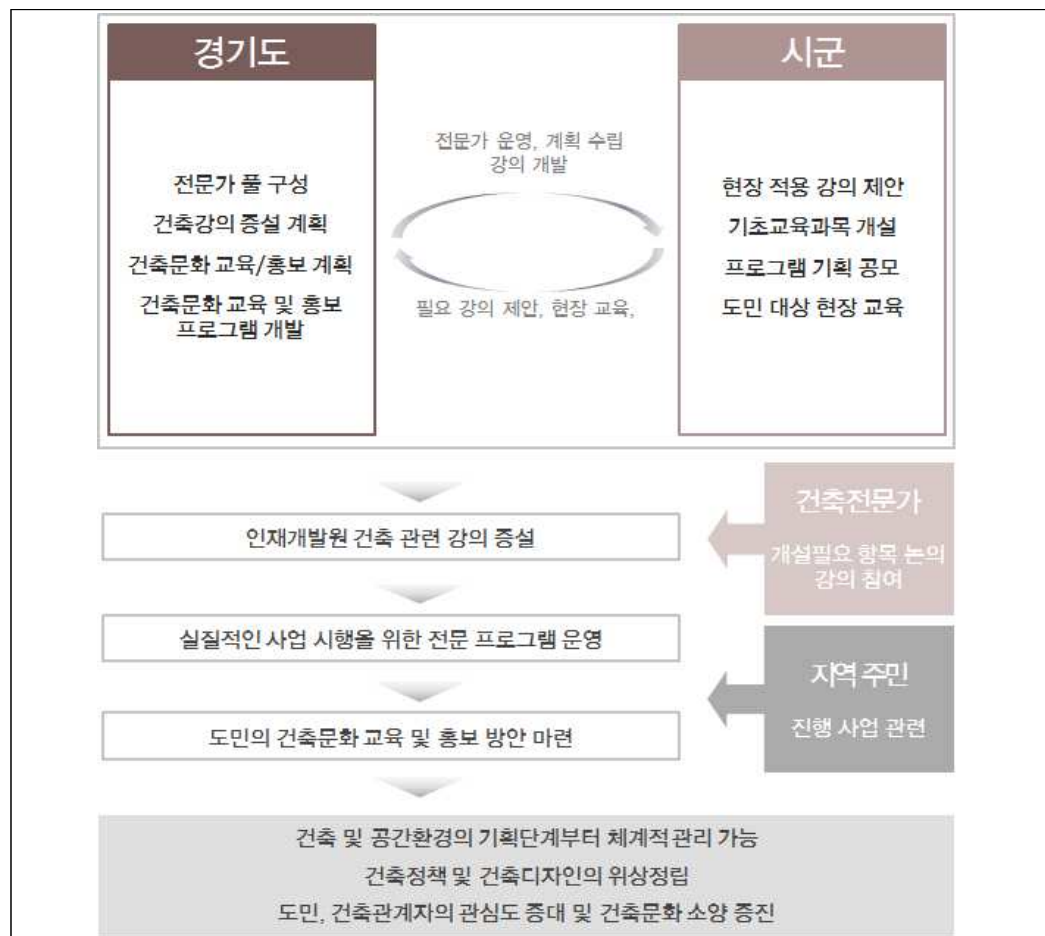 경기도
전문가 풀 구성
건축강의 증설 계획
건축문화 교육/홍보 계획
건축문화 교육 및 홍보
프로그램 개발
전문가 운영, 계획 수립
강의 개발
필요 강의 제안, 현장 교육,
시군
현장 적용 강의 제안
기초교육과목 개설
프로그램 기획 공모
도민 대상 현장 교육
인재개발원 건축 관련 강의 증설
건축전문가
개설필요 항목 논의
강의 참여
실질적인 사업 시행을 위한 전문 프로그램 운영
지역 주민
진행 사업 관련
도민의 건축문화 교육 및 홍보 방안 마련
건축 및 공간환경의 기획단계부터 체계적 관리 가능
건축정책 및 건축디자인의 위상정립
도민, 건축관계자의 관심도 증대 및 건축문화 소양 증진